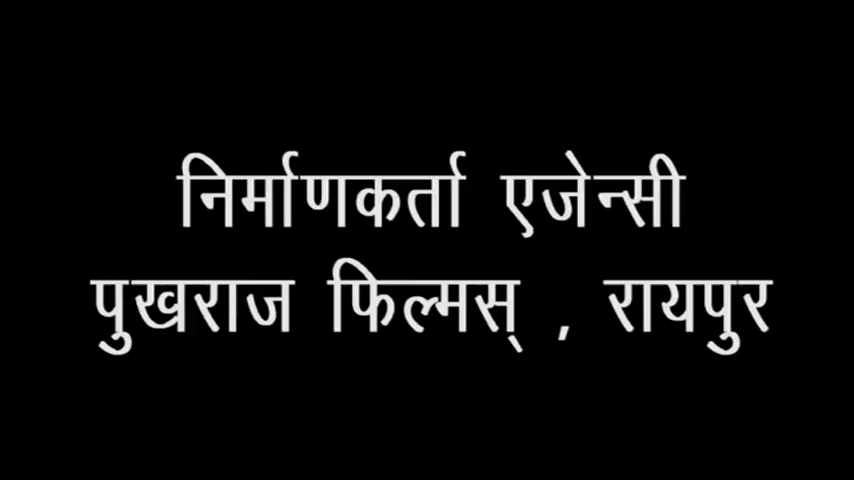 निर्माणकर्ता एजेन्सी
पुखराज फिल्मस् , रायपुर